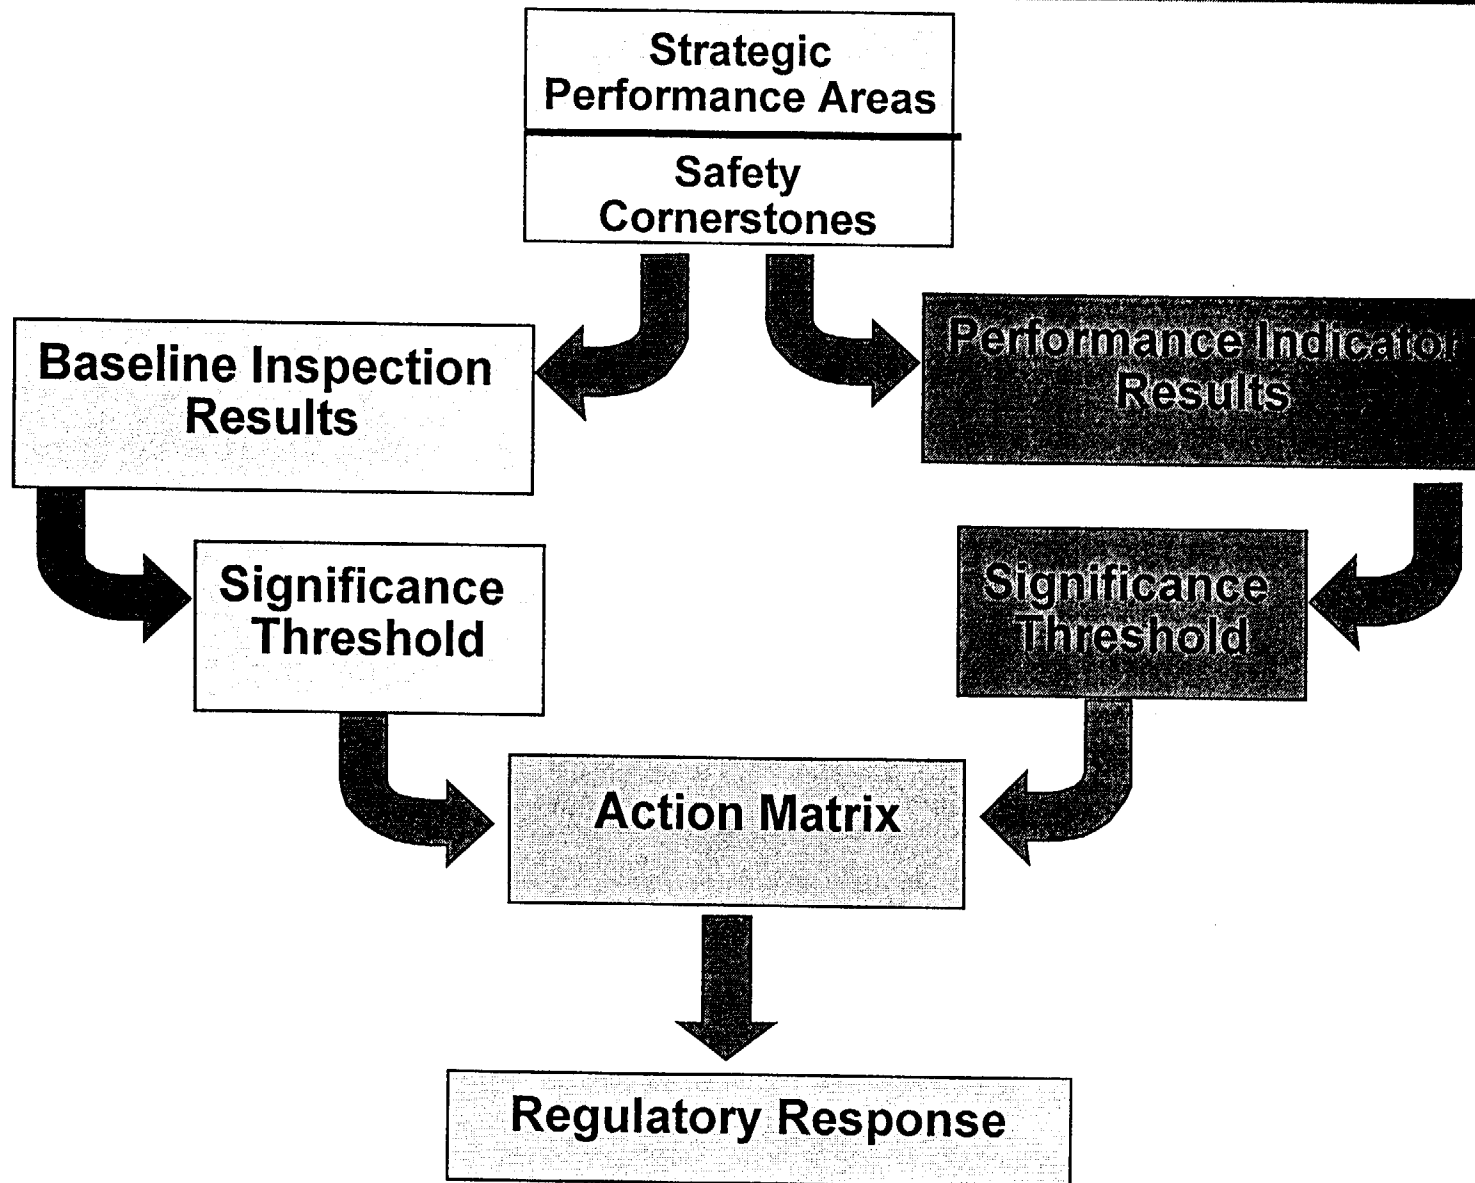 Strategic
Performance Areas
Safety
Cornerstones
Baseline Inspection
Results
Performance Indicator
Results
Significance
Threshold
Significance
Threshold
Action Matrix
Regulatory Response